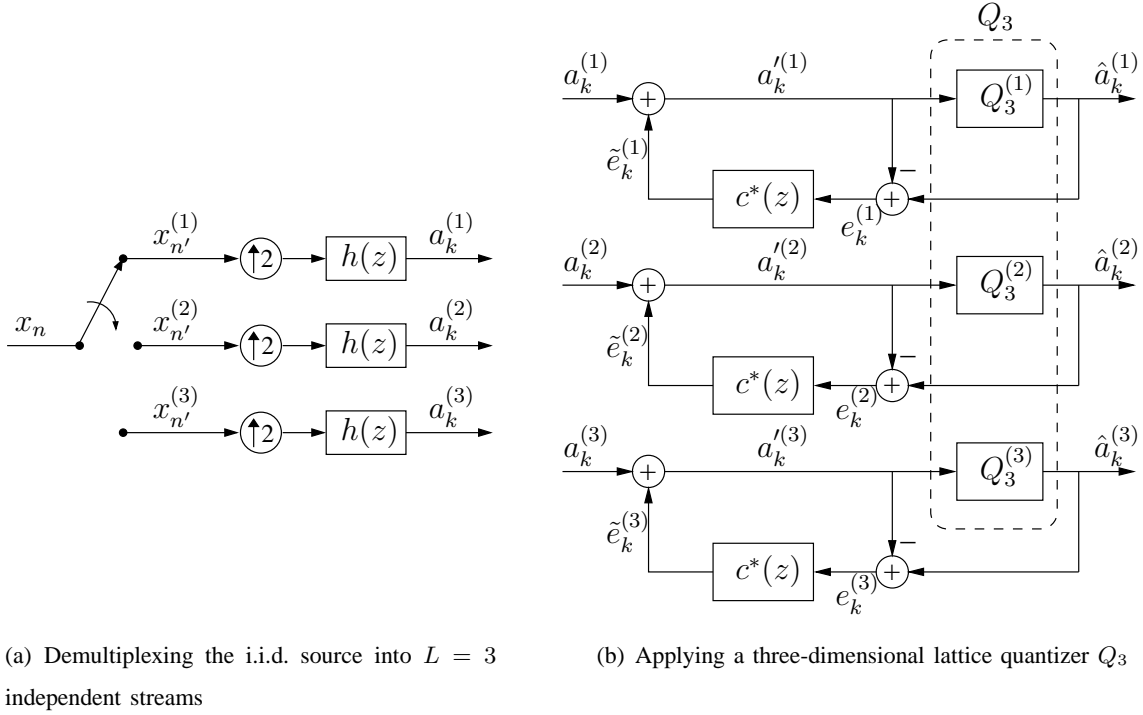 x_n
x_{n'}^{(1)} ↑2 h(z) a_k^{(1)}
x_{n'}^{(2)} ↑2 h(z) a_k^{(2)}
x_{n'}^{(3)} ↑2 h(z) a_k^{(3)}
(a) Demultiplexing the i.i.d. source into L = 3
independent streams
Q_3
a_k^{(1)} + a_k'^{(1)} Q_3^{(1)} \hat{a}_k^{(1)}
\tilde{e}_k^{(1)} c^*(z) e_k^{(1)} + −
a_k^{(2)} + a_k'^{(2)} Q_3^{(2)} \hat{a}_k^{(2)}
\tilde{e}_k^{(2)} c^*(z) e_k^{(2)} + −
a_k^{(3)} + a_k'^{(3)} Q_3^{(3)} \hat{a}_k^{(3)}
\tilde{e}_k^{(3)} c^*(z) e_k^{(3)} + −
(b) Applying a three-dimensional lattice quantizer Q_3